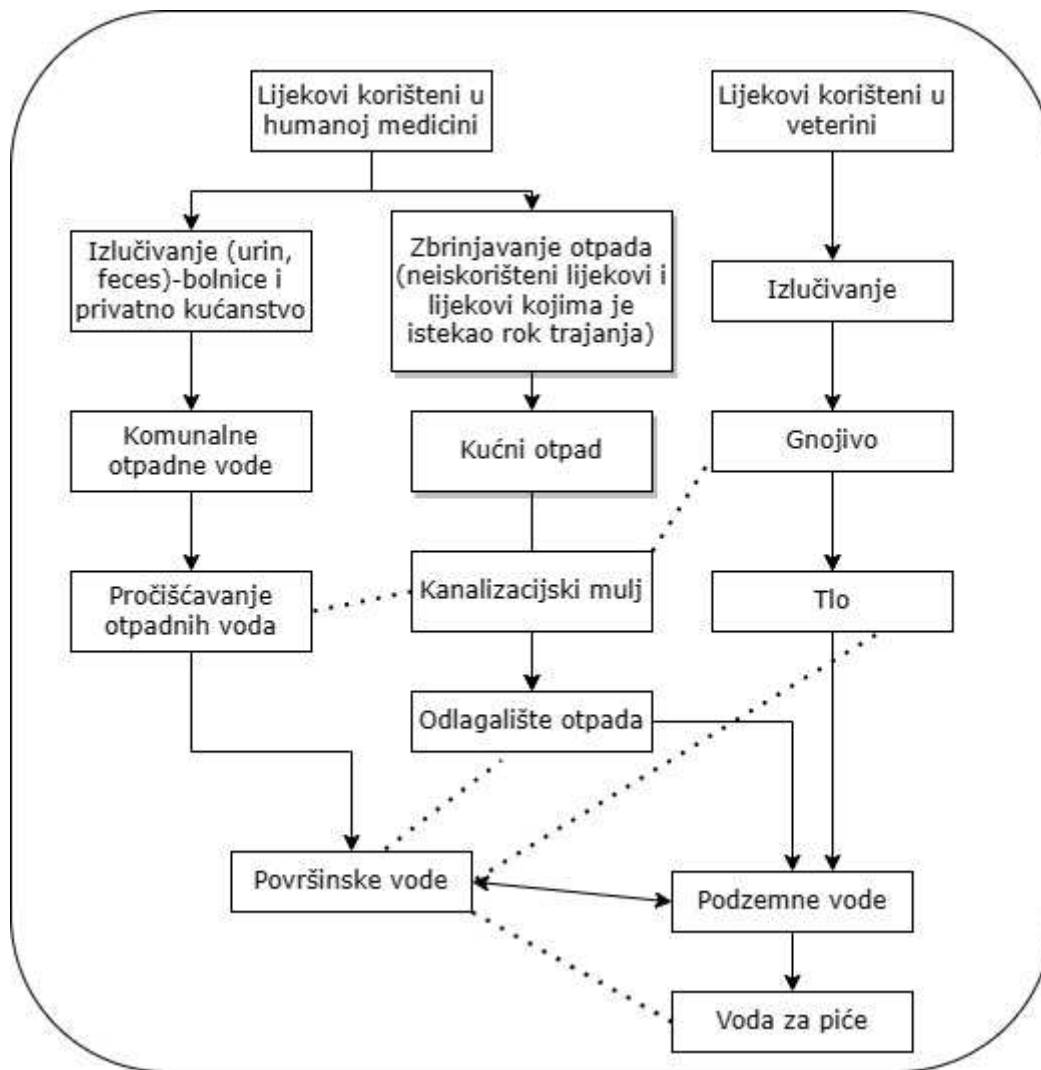 Lijekovi korišteni u
humanoj medicini
Lijekovi korišteni u
veterini
Izlučivanje (urin,
feces)-bolnice i
privatno kućanstvo
Zbrinjavanje otpada
(neiskorišteni lijekovi i
lijekovi kojima je
istekao rok trajanja)
Izlučivanje
Komunalne
otpadne vode
Kućni otpad
Gnojivo
Pročišćavanje
otpadnih voda
Kanalizacijski mulj
Tlo
Odlagalište otpada
Površinske vode
Podzemne vode
Voda za piće